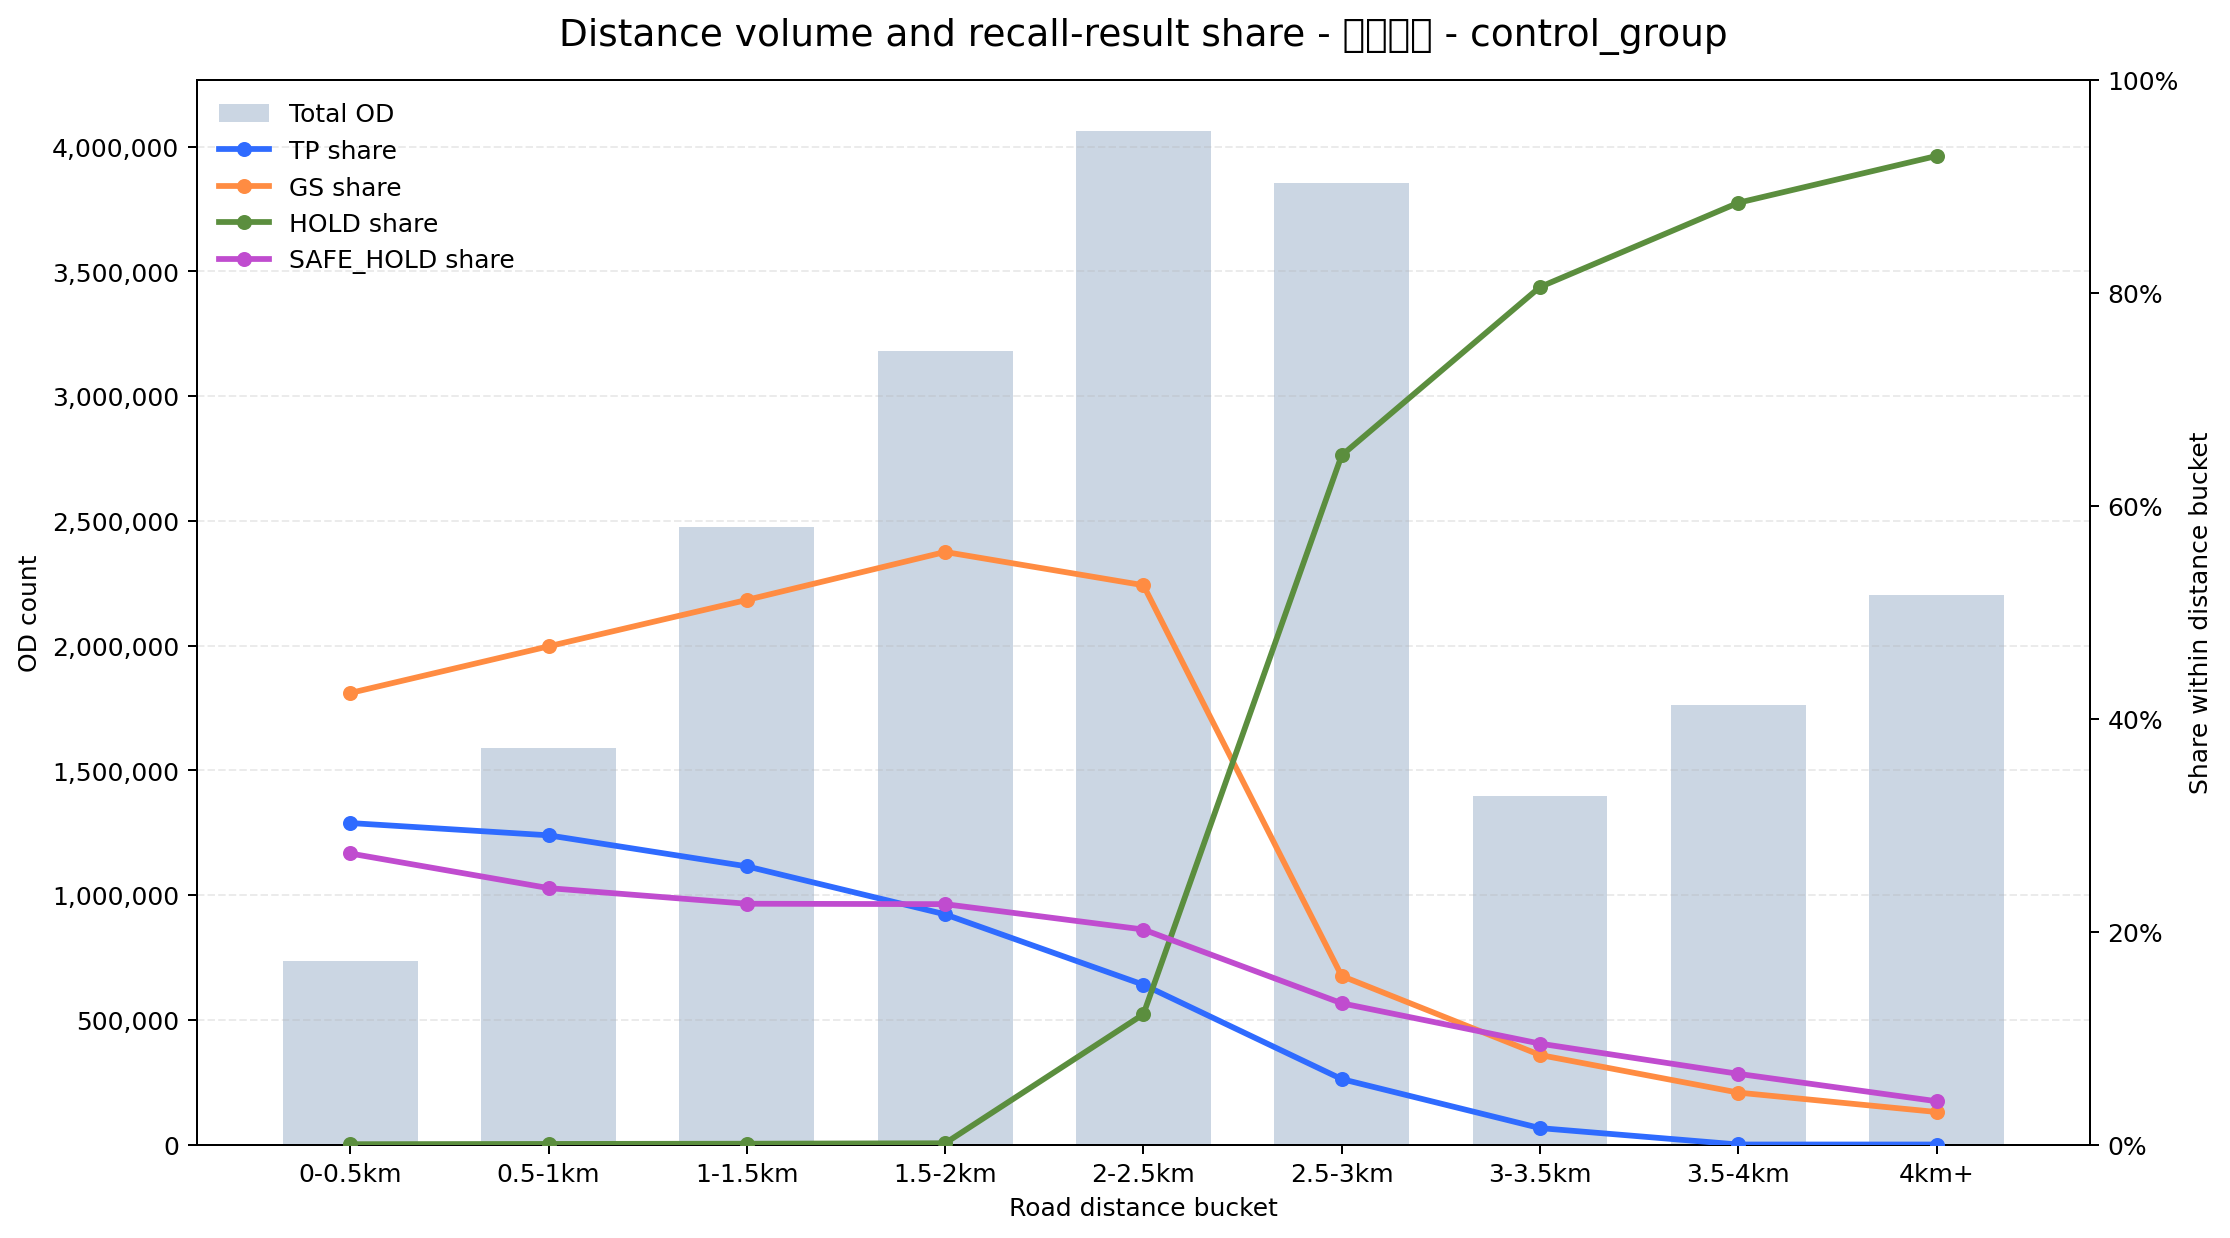 Distance volume and recall-result share - - control_group
Total OD
TP share
GS share
HOLD share
SAFE_HOLD share
4,000,000
3,500,000
3,000,000
2,500,000
2,000,000
1,500,000
1,000,000
500,000
0
OD count
100%
80%
60%
40%
20%
0%
Share within distance bucket
0-0.5km
0.5-1km
1-1.5km
1.5-2km
2-2.5km
2.5-3km
3-3.5km
3.5-4km
4km+
Road distance bucket